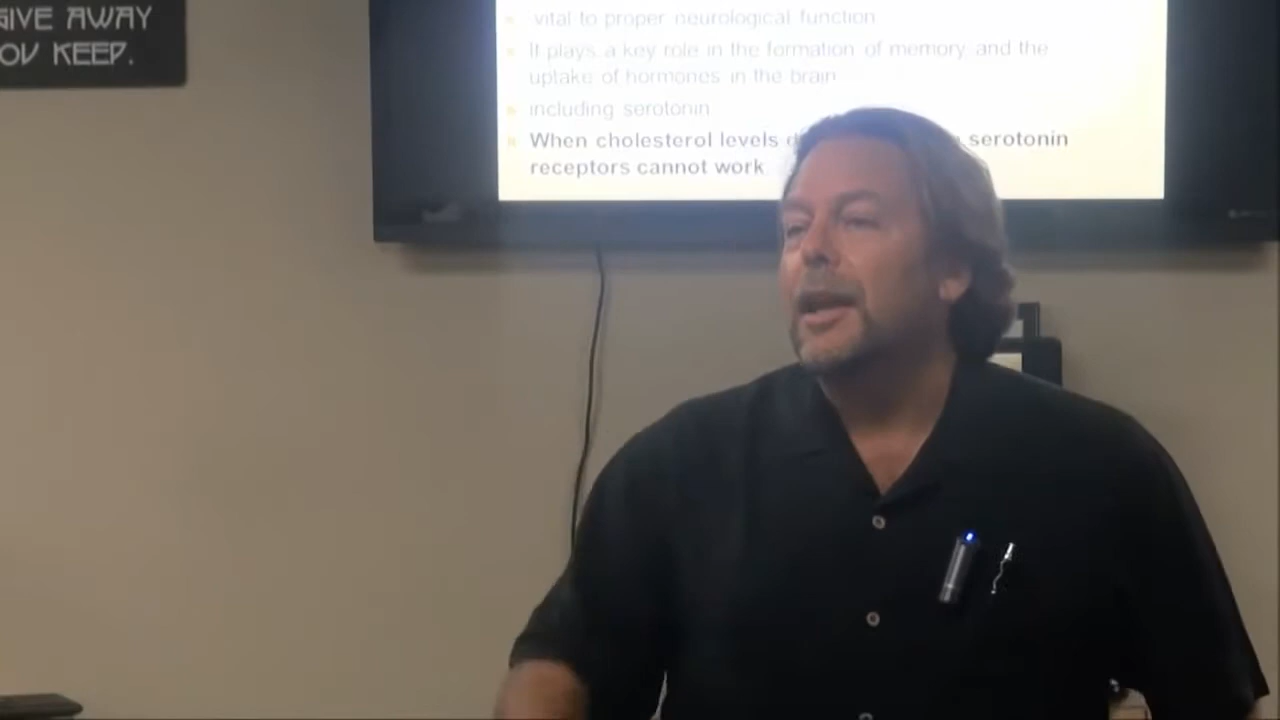 GIVE AWAY
YOU KEEP.
vital to proper neurological function
It plays a key role in the formation of memory and the
uptake of hormones in the brain
including serotonin
When cholesterol levels serotonin
receptors cannot work